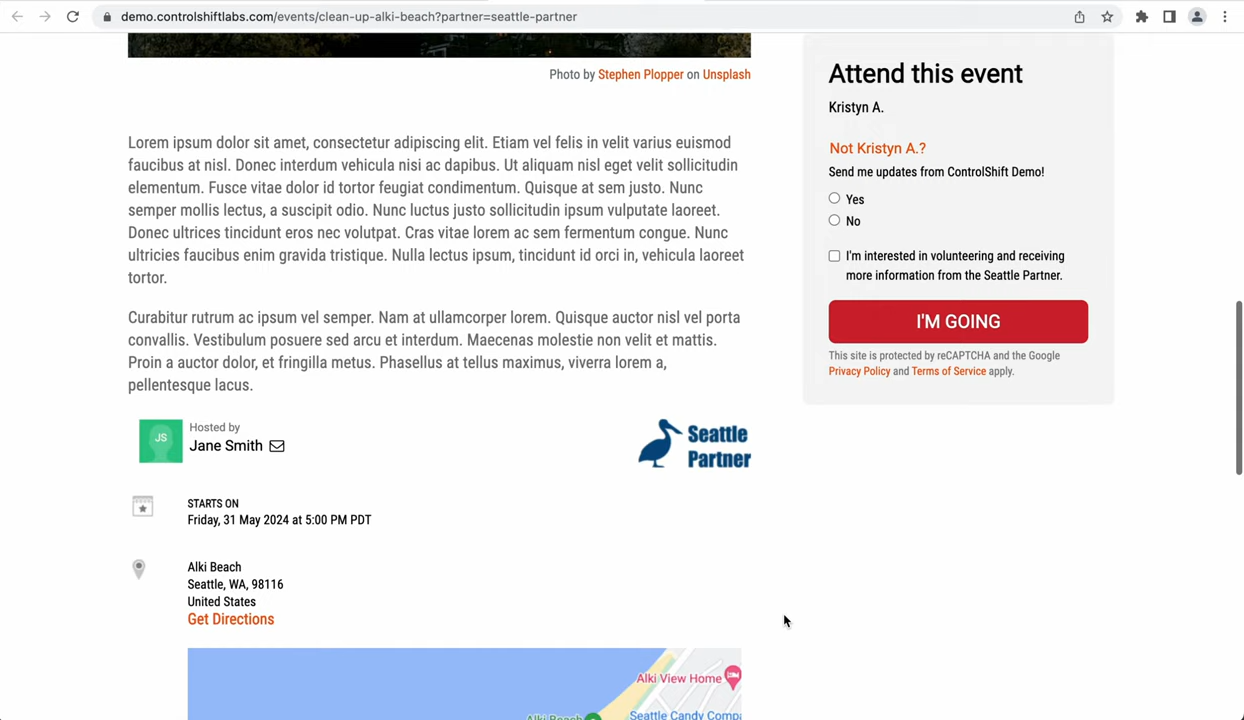 demo.controlshiftlabs.com/events/clean-up-alki-beach?partner=seattle-partner
Photo by Stephen Plopper on Unsplash
Lorem ipsum dolor sit amet, consectetur adipiscing elit. Etiam vel felis in velit varius euismod
faucibus at nisl. Donec interdum vehicula nisi ac dapibus. Ut aliquam nisl eget velit sollicitudin
elementum. Fusce vitae dolor id tortor feugiat condimentum. Quisque at sem justo. Nunc
semper mollis lectus, a suscipit odio. Nunc luctus justo sollicitudin ipsum vulputate laoreet.
Donec ultrices tincidunt eros nec volutpat. Cras vitae lorem ac sem fermentum congue. Nunc
ultricies faucibus enim gravida tristique. Nulla lectus ipsum, tincidunt id orci in, vehicula laoreet
tortor.
Curabitur rutrum ac ipsum vel semper. Nam at ullamcorper lorem. Quisque auctor nisl vel porta
convallis. Vestibulum posuere sed arcu et interdum. Maecenas molestie non velit et mattis.
Proin a auctor dolor, et fringilla metus. Phasellus at tellus maximus, viverra lorem a,
pellentesque lacus.
JS
Hosted by
Jane Smith
Seattle
Partner
STARTS ON
Friday, 31 May 2024 at 5:00 PM PDT
Alki Beach
Seattle, WA, 98116
United States
Get Directions
Alki View Home
Alki Beach
Seattle Candy Comp
Attend this event
Kristyn A.
Not Kristyn A.?
Send me updates from ControlShift Demo!
Yes
No
I'm interested in volunteering and receiving
more information from the Seattle Partner.
I'M GOING
This site is protected by reCAPTCHA and the Google
Privacy Policy and Terms of Service apply.